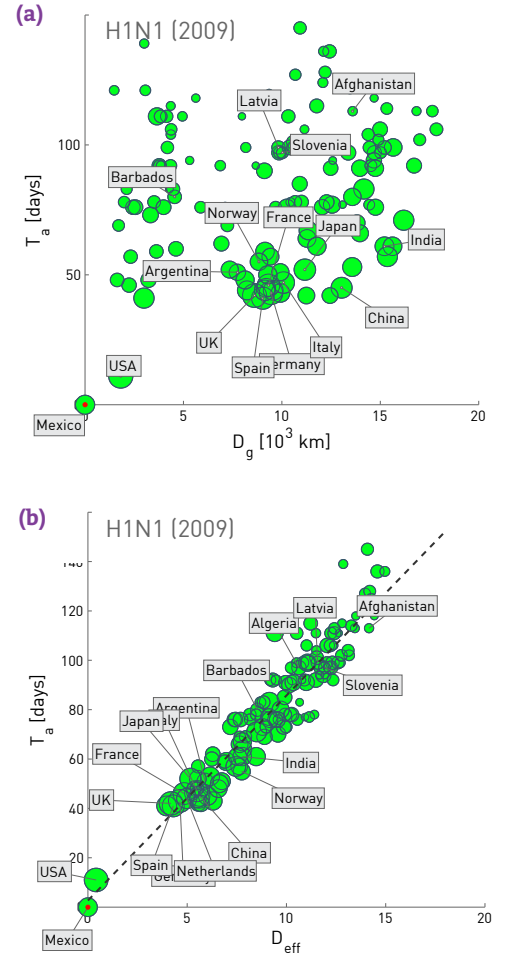 (a)
H1N1 (2009)
Afghanistan
Latvia
100
Slovenia
Barbados
Norway
France
Japan
India
Argentina
50
China
UK
Italy
Spain
ermany
USA
Mexico
5
10
15
20
T_a [days]
D_g [10^3 km]
(b)
H1N1 (2009)
140
120
Latvia
Afghanistan
Algeria
100
Slovenia
Barbados
80
Argentina
Japan
aly
60
France
India
40
UK
Norway
China
Spain
Netherlands
20
USA
Mexico
0
5
10
15
20
T_a [days]
D_eff